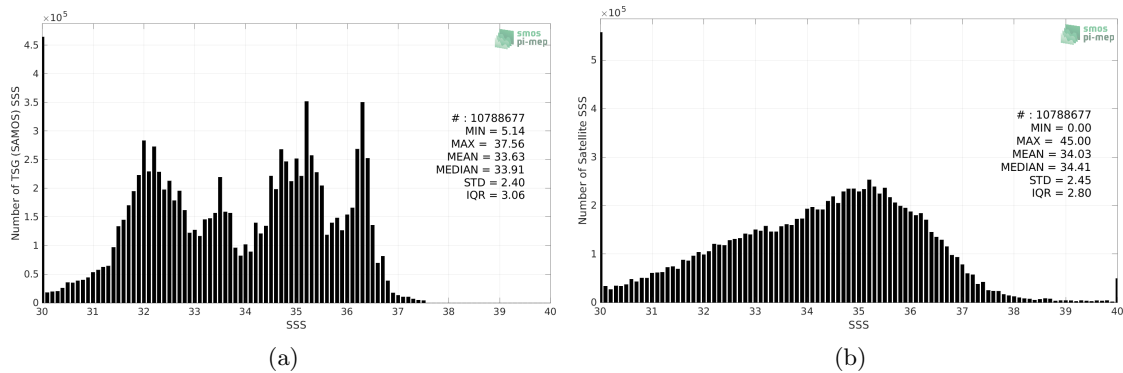 ×10⁵
4.5
4
3.5
3
2.5
2
1.5
1
0.5
0
30 31 32 33 34 35 36 37 38 39 40
SSS
Number of TSG (SAMOS) SSS
smos
pi-mep
# : 10788677
MIN = 5.14
MAX = 37.56
MEAN = 33.63
MEDIAN = 33.91
STD = 2.40
IQR = 3.06
(a)
×10⁵
5
4
3
2
1
0
30 31 32 33 34 35 36 37 38 39 40
SSS
Number of Satellite SSS
smos
pi-mep
# : 10788677
MIN = 0.00
MAX = 45.00
MEAN = 34.03
MEDIAN = 34.41
STD = 2.45
IQR = 2.80
(b)